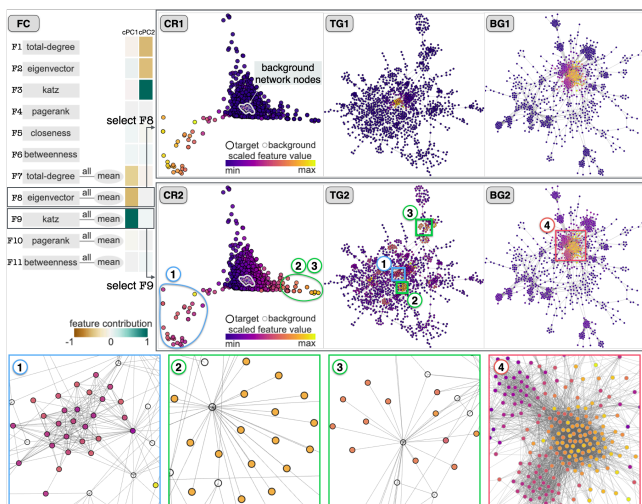 FC
cPC1 cPC2
F1 total-degree
F2 eigenvector
F3 katz
F4 pagerank
F5 closeness
F6 betweenness
F7 total-degree all mean
F8 eigenvector all mean
F9 katz all mean
F10 pagerank all mean
F11 betweenness all mean
select F8
select F9
feature contribution
-1 0 1
CR1
background
network nodes
target background
scaled feature value
min max
TG1
BG1
CR2
1
2 3
target background
scaled feature value
min max
TG2
3
1
2
BG2
4
1
2
3
4